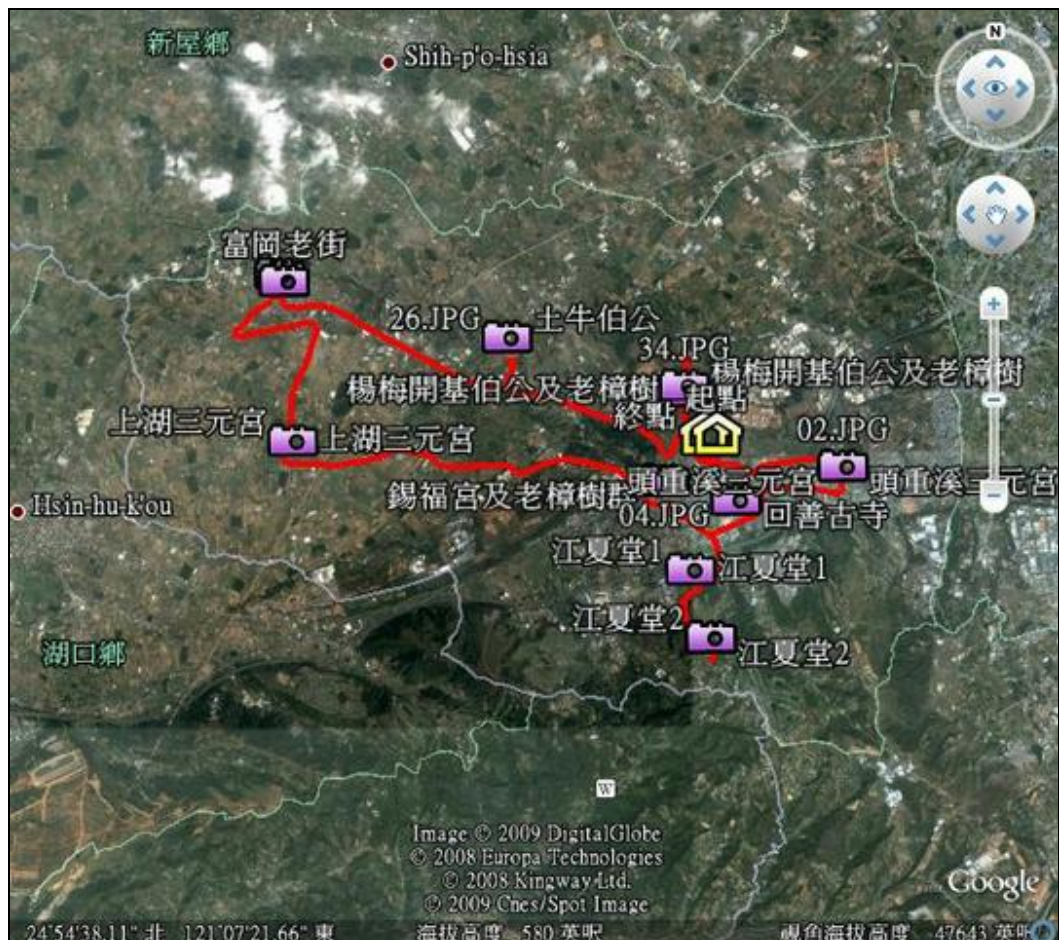 新屋鄉
Shih-p'o-hsia
N
富岡老街
26.JPG 土牛伯公
34.JPG
楊梅開基伯公及老樟樹 楊梅開基伯公及老樟樹
終點 起點
02.JPG
上湖三元宮 上湖三元宮
頭重溪三元宮 頭重溪三元宮
錫福宮及老樟樹群
04.JPG 回善古寺
Hsin-hu-k'ou
江夏堂1 江夏堂1
江夏堂2 江夏堂2
湖口鄉
W
Image © 2009 DigitalGlobe
© 2008 Europa Technologies
© 2008 Kingway Ltd.
© 2009 Cnes/Spot Image
Google
24°54'38.11" 北 121°07'21.66" 東 海拔高度 580 英呎 視角海拔高度 47643 英呎